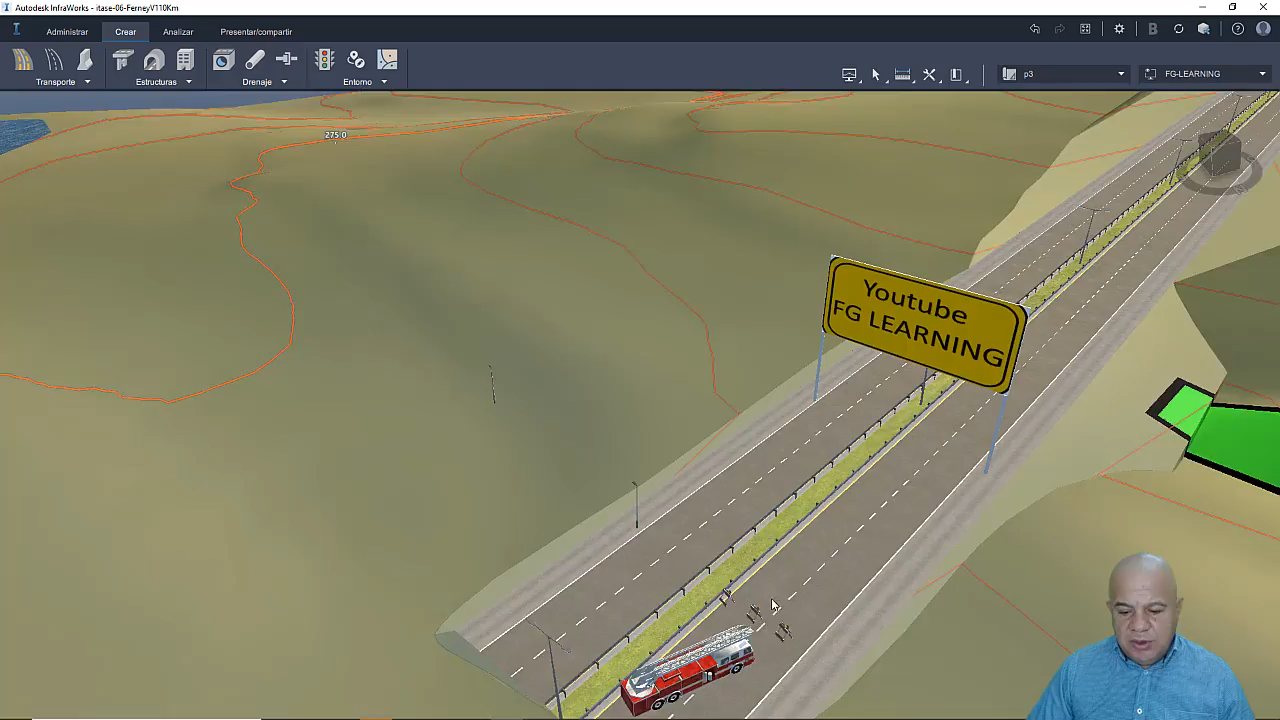 Autodesk InfraWorks - itase-06-FerneyV110Km
Administrar Crear Analizar Presentar/compartir
Transporte Estructuras Drenaje Entorno
p3 FG-LEARNING
275.0
Youtube
FG LEARNING